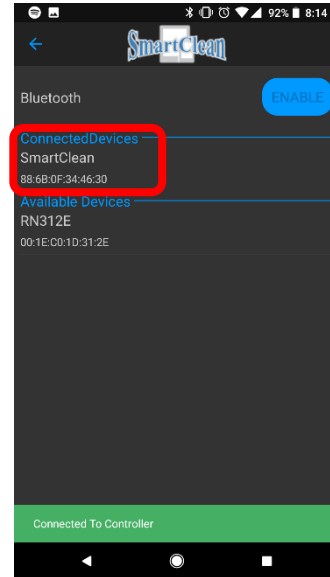 92% 8:14
SmartClean
Bluetooth
ENABLE
ConnectedDevices
SmartClean
88:6B:0F:34:46:30
Available Devices
RN312E
00:1E:C0:1D:31:2E
Connected To Controller